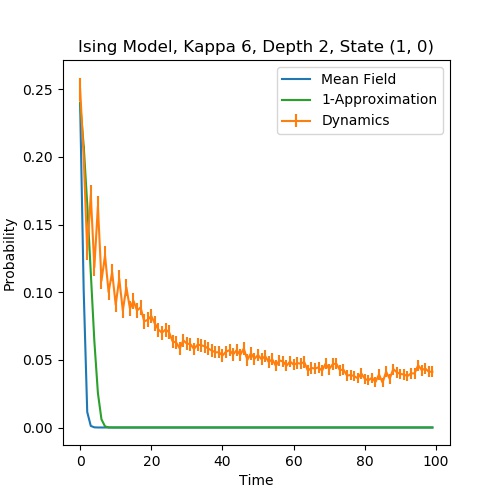 Ising Model, Kappa 6, Depth 2, State (1, 0)
Mean Field
1-Approximation
Dynamics
Probability
0.25
0.20
0.15
0.10
0.05
0.00
0 20 40 60 80 100
Time